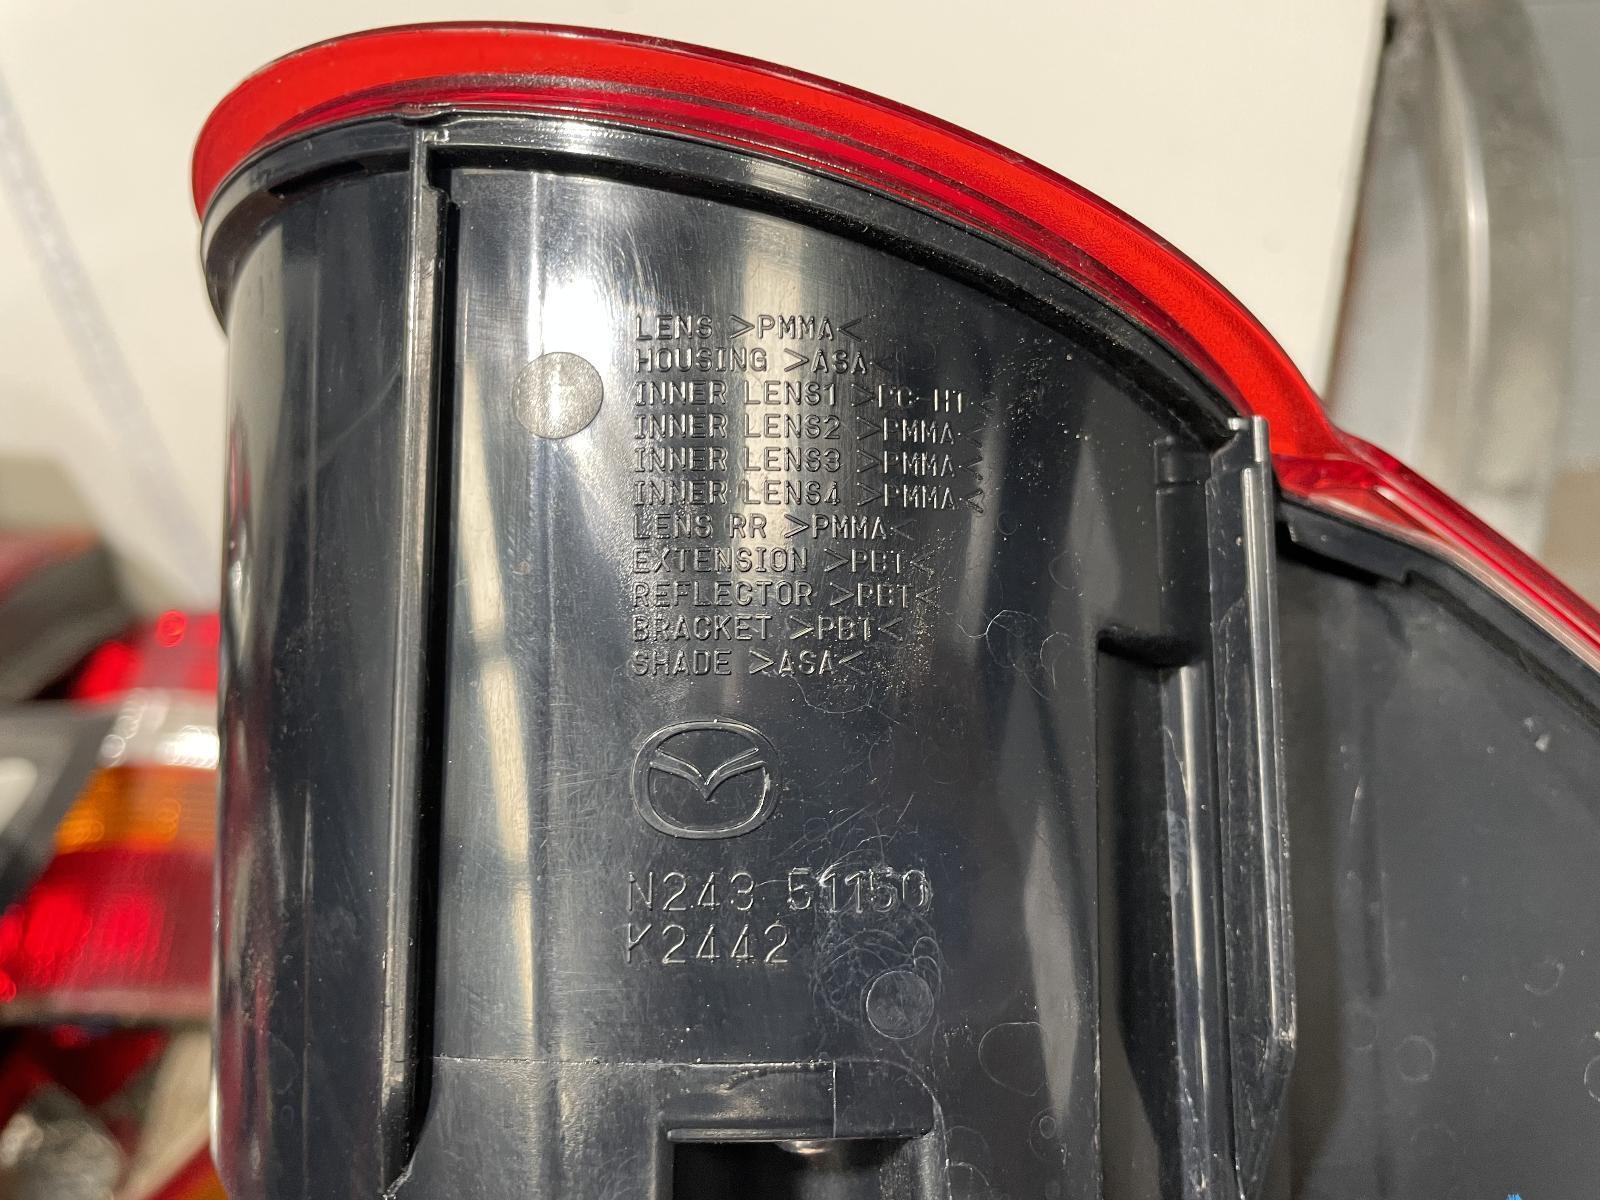 LENS >PMMA<
HOUSING >ASA<
INNER LENS1 >PC-HT<
INNER LENS2 >PMMA<
INNER LENS3 >PMMA<
INNER LENS4 >PMMA<
LENS RR >PMMA<
EXTENSION >PBT<
REFLECTOR >PBT<
BRACKET >PBT<
SHADE >ASA<
N243 51150
K2442